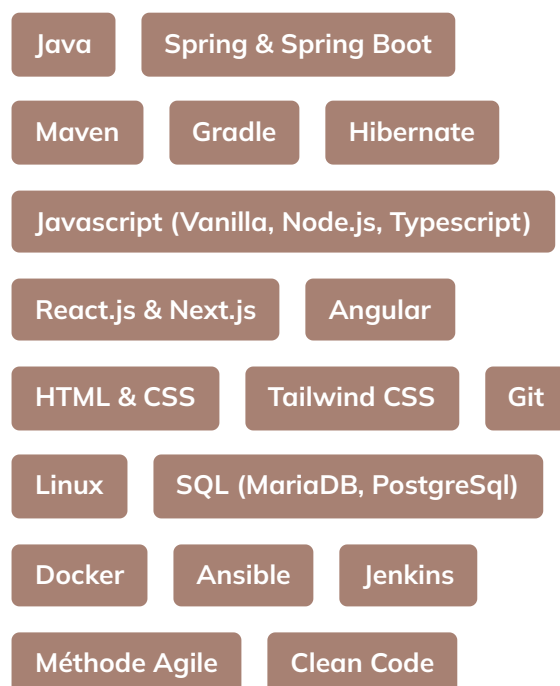 Java Spring & Spring Boot
Maven Gradle Hibernate
Javascript (Vanilla, Node.js, Typescript)
React.js & Next.js Angular
HTML & CSS Tailwind CSS Git
Linux SQL (MariaDB, PostgreSql)
Docker Ansible Jenkins
Méthode Agile Clean Code